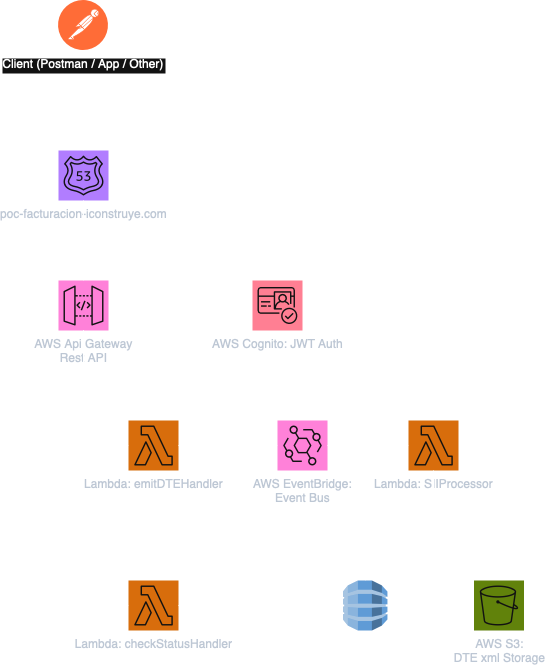 Client (Postman / App / Other)
53
poc-facturacion-iconstruye.com
</>
AWS Api Gateway
Rest API
AWS Cognito: JWT Auth
Lambda: emitDTEHandler
AWS EventBridge:
Event Bus
Lambda: SIIProcessor
Lambda: checkStatusHandler
AWS S3:
DTE xml Storage